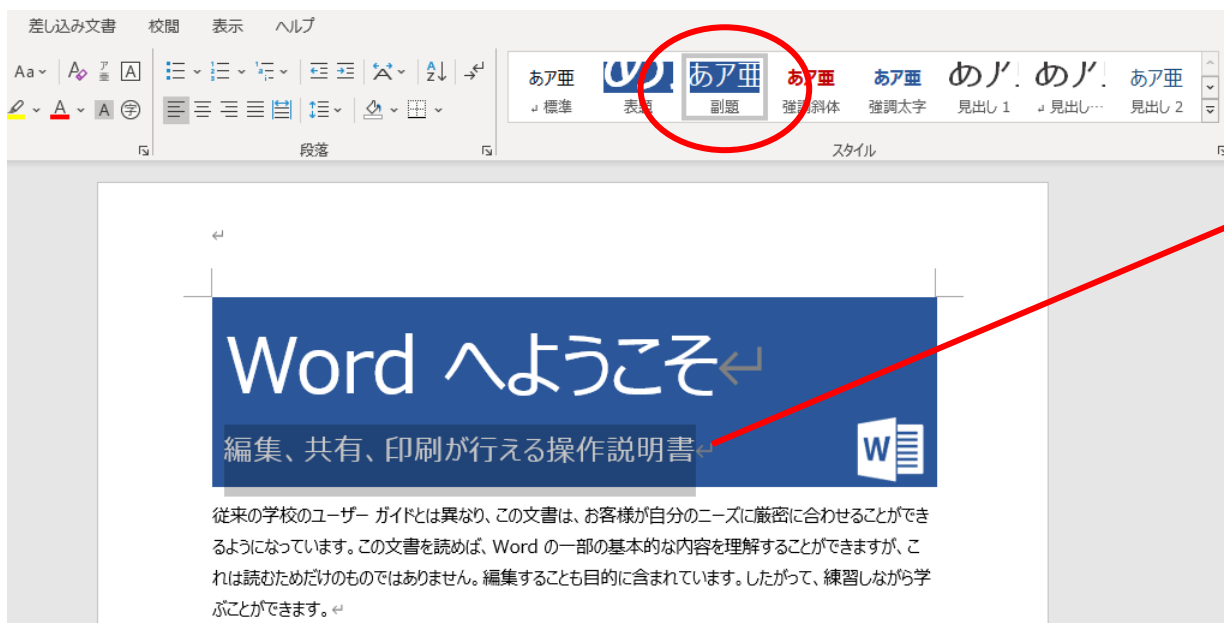 差し込み文書 校閲 表示 ヘルプ
Aa A ア亜 A A↓Z
A A 字
あア亜 あア亜 あア亜 あア亜 あア亜
標準 表題 副題 強調斜体 強調太字 見出し 1 見出し… 見出し 2
段落 スタイル
Word へようこそ
編集、共有、印刷が行える操作説明書
W
従来の学校のユーザー ガイドとは異なり、この文書は、お客様が自分のニーズに厳密に合わせることができ
るようになっています。この文書を読めば、Word の一部の基本的な内容を理解することができますが、こ
れは読むためだけのものではありません。編集することも目的に含まれています。したがって、練習しながら学
ぶことができます。